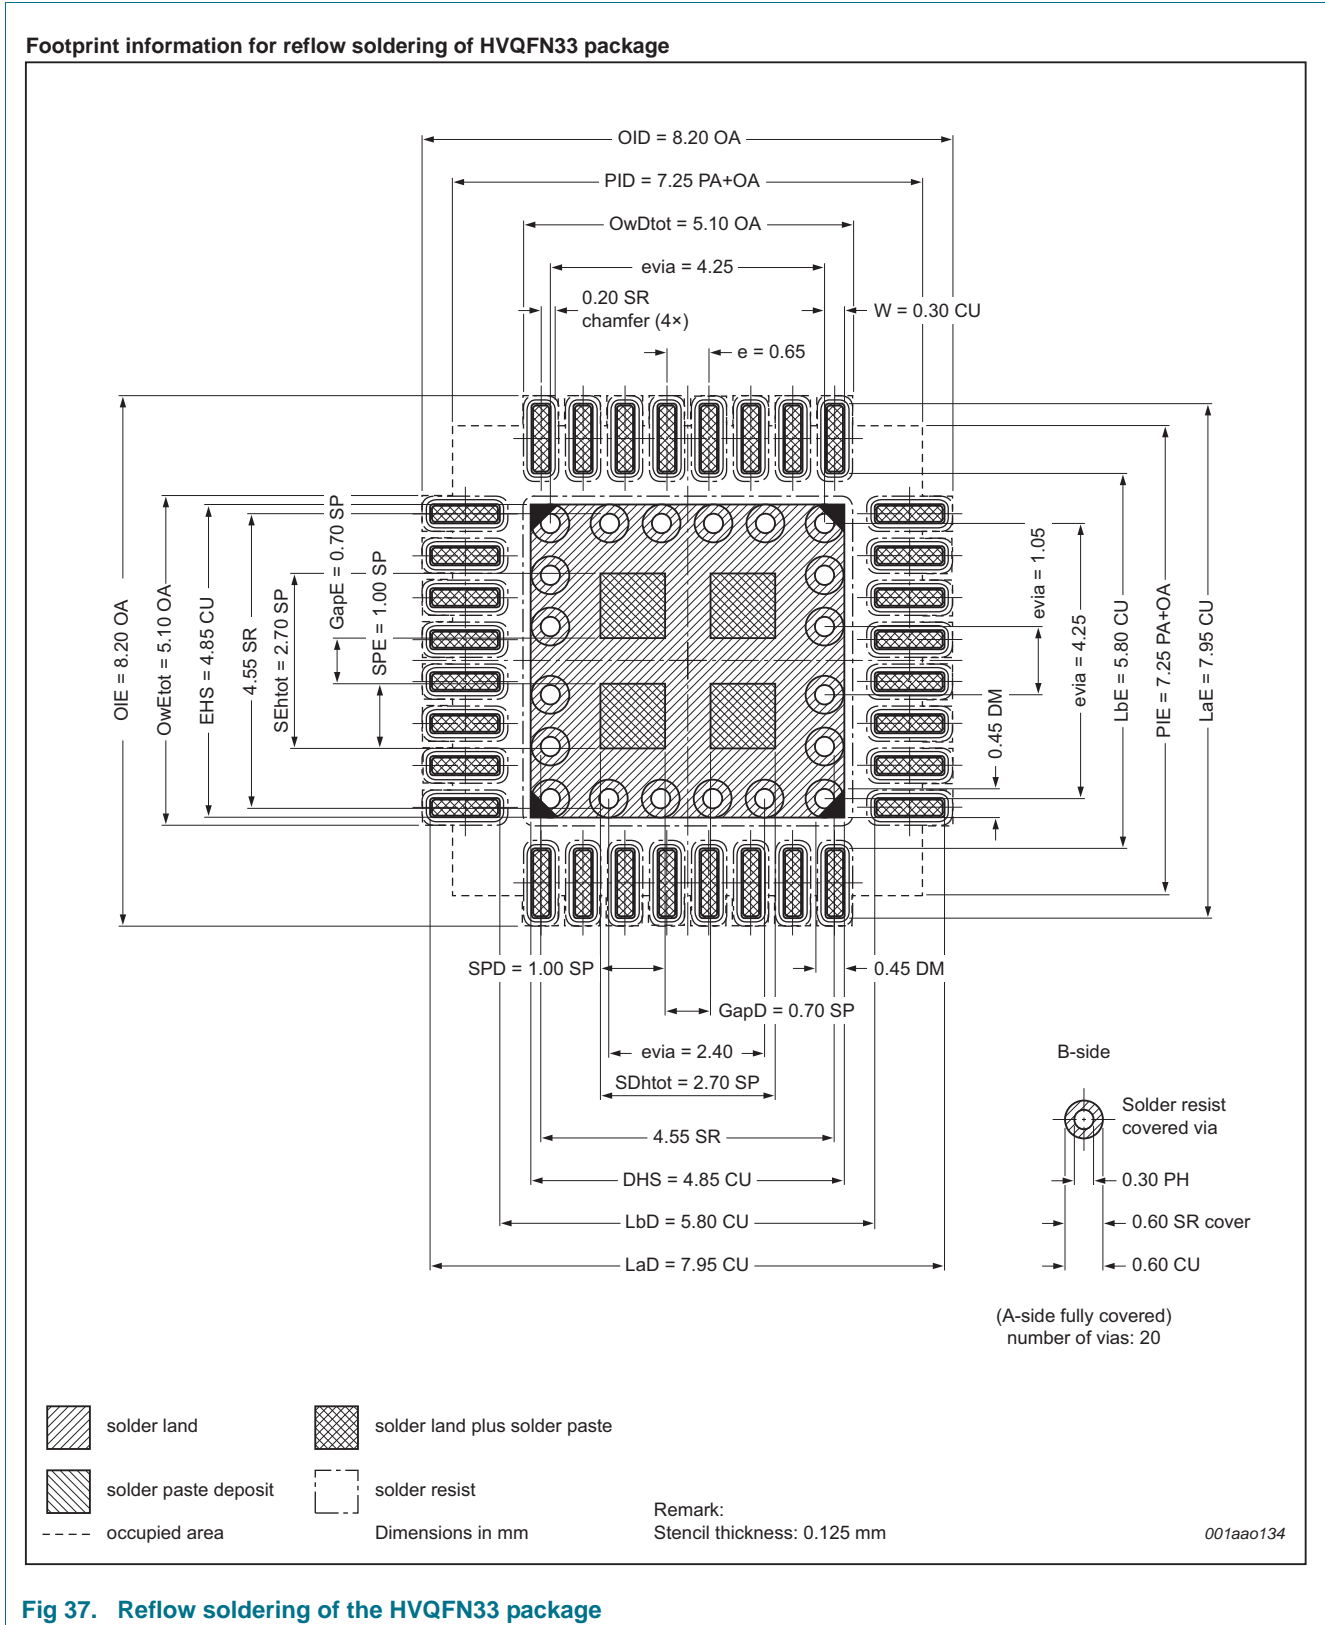 Footprint information for reflow soldering of HVQFN33 package
OID = 8.20 OA
PID = 7.25 PA+OA
OwDtot = 5.10 OA
evia = 4.25
0.20 SR
chamfer (4×)
W = 0.30 CU
e = 0.65
OIE = 8.20 OA
OwEtot = 5.10 OA
EHS = 4.85 CU
4.55 SR
SEhtot = 2.70 SP
GapE = 0.70 SP
SPE = 1.00 SP
evia = 1.05
0.45 DM
evia = 4.25
LbE = 5.80 CU
PIE = 7.25 PA+OA
LaE = 7.95 CU
SPD = 1.00 SP
0.45 DM
GapD = 0.70 SP
evia = 2.40
SDhtot = 2.70 SP
4.55 SR
DHS = 4.85 CU
LbD = 5.80 CU
LaD = 7.95 CU
B-side
Solder resist
covered via
0.30 PH
0.60 SR cover
0.60 CU
(A-side fully covered)
number of vias: 20
solder land
solder land plus solder paste
solder paste deposit
solder resist
occupied area
Dimensions in mm
Remark:
Stencil thickness: 0.125 mm
001aao134
Fig 37. Reflow soldering of the HVQFN33 package